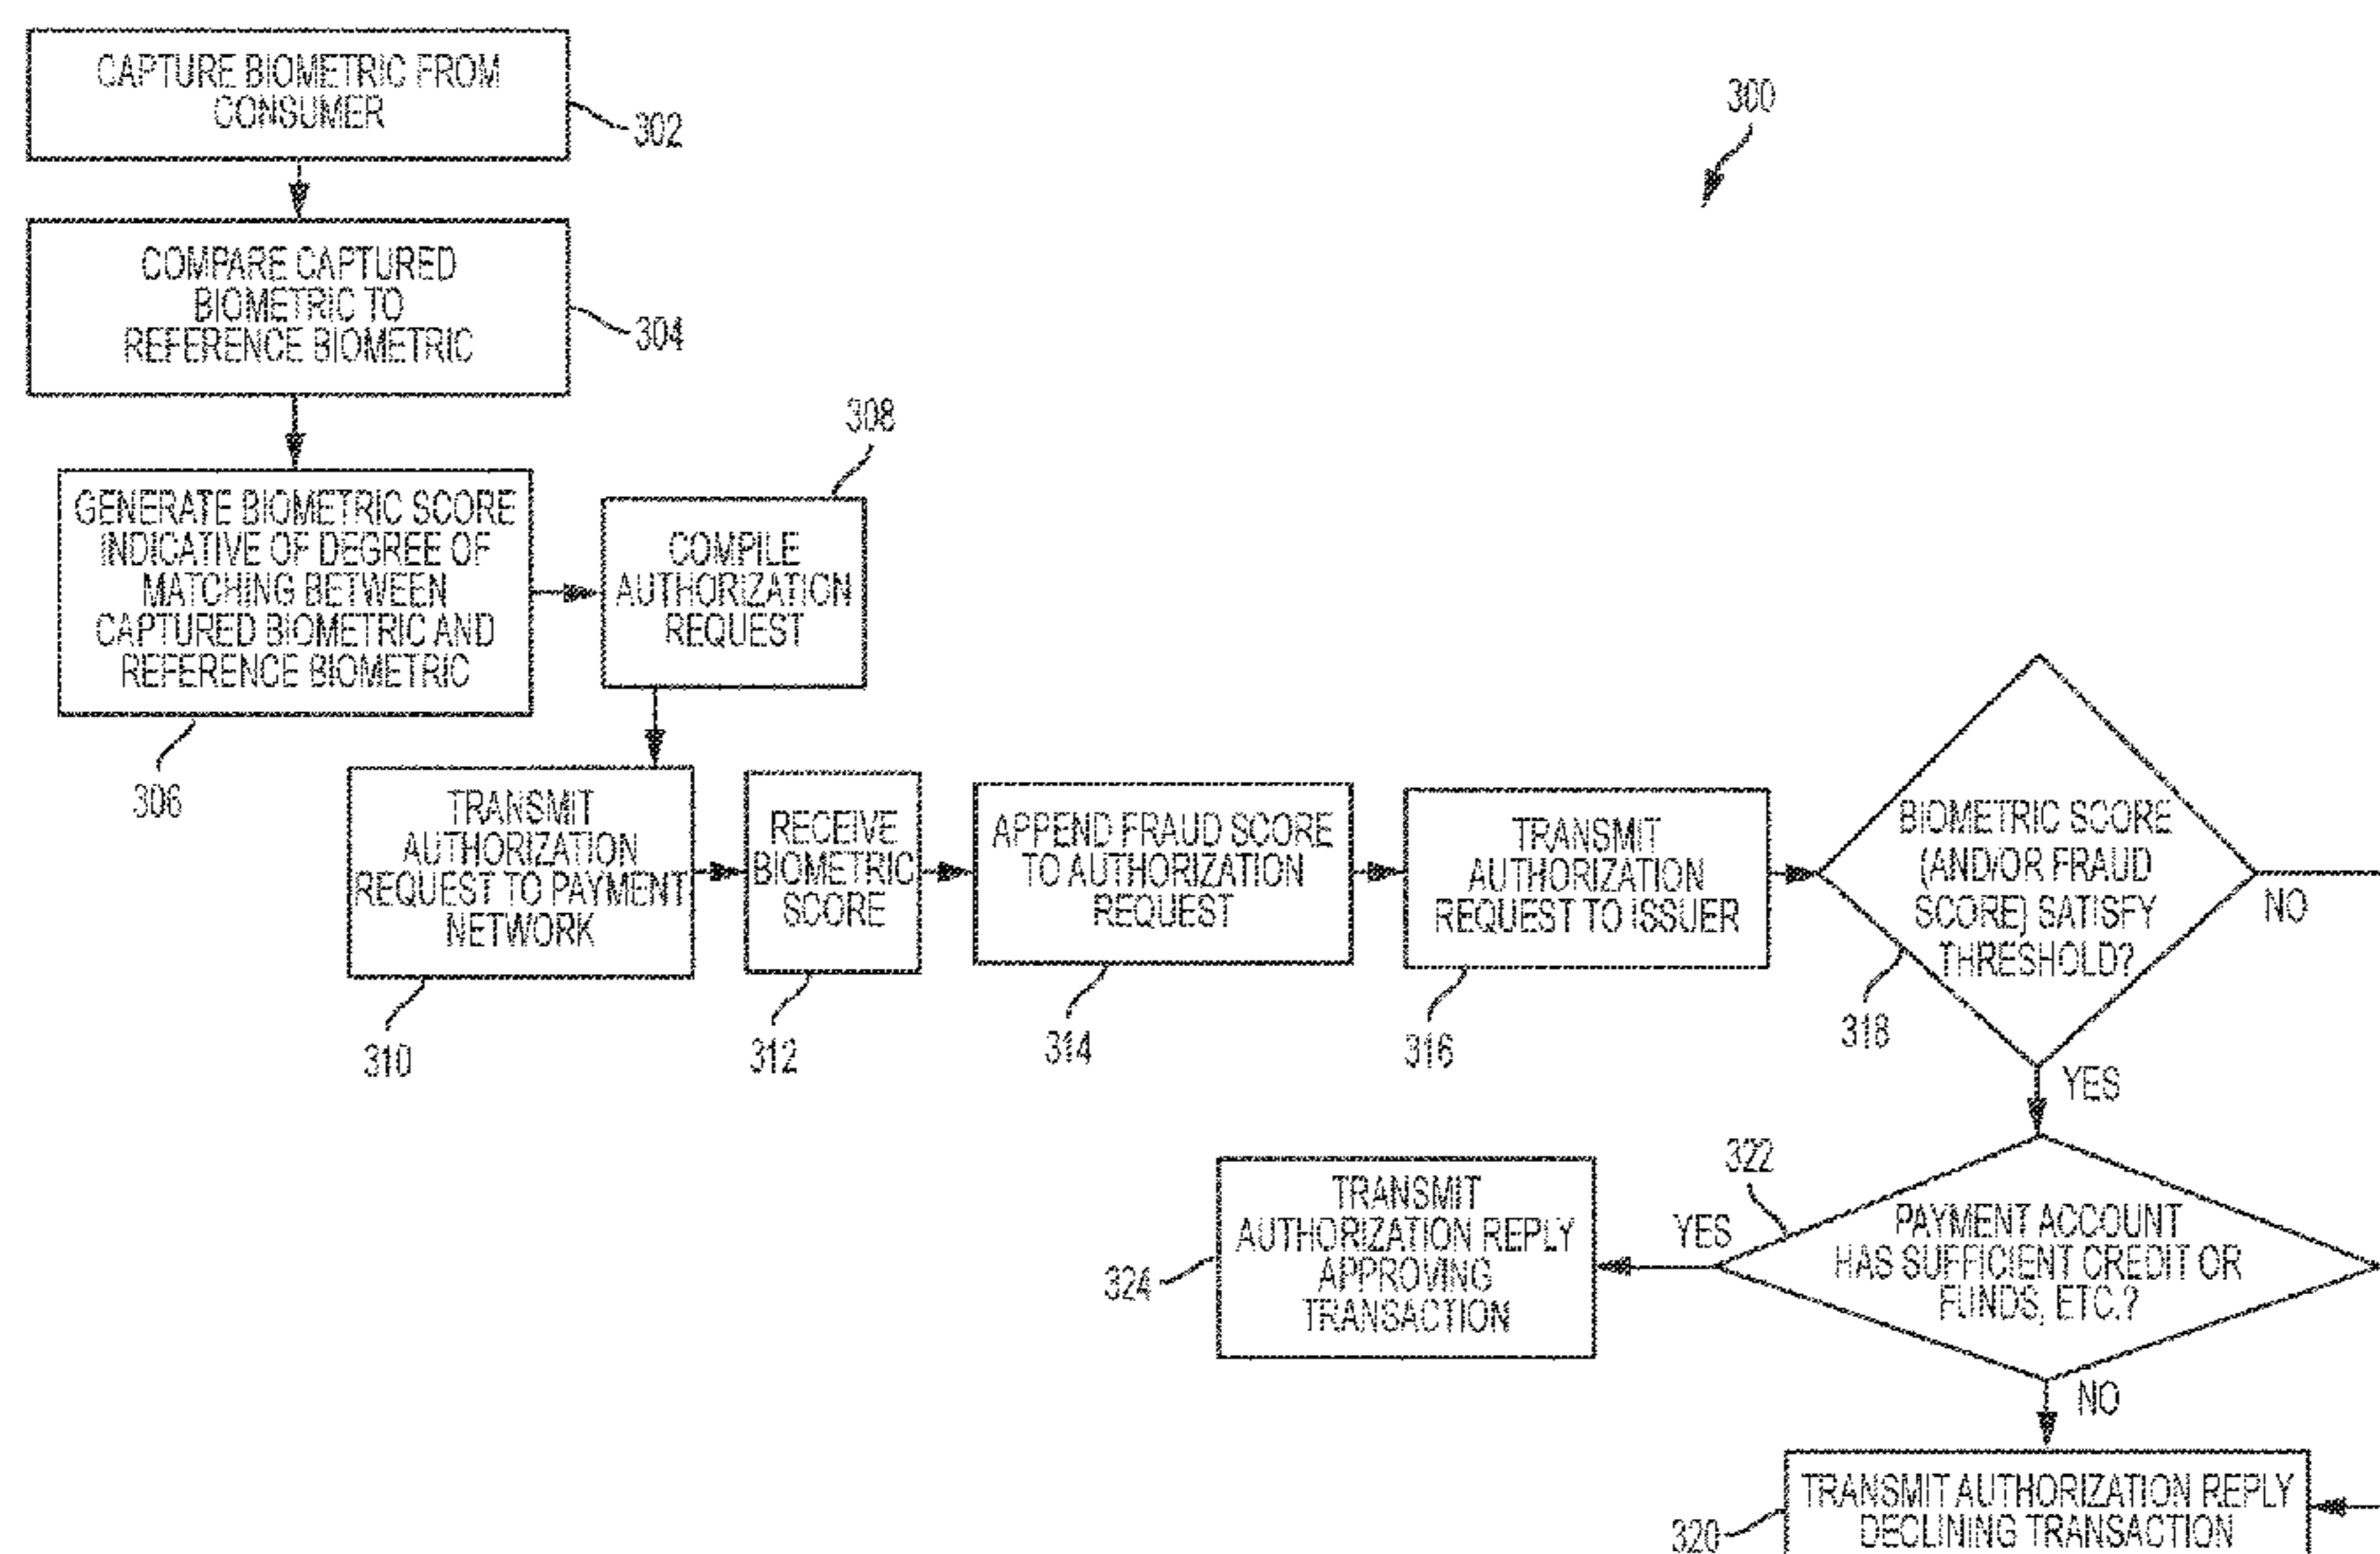 CAPTURE BIOMETRIC FROM
CONSUMER
302
300
COMPARE CAPTURED
BIOMETRIC TO
REFERENCE BIOMETRIC
304
GENERATE BIOMETRIC SCORE
INDICATIVE OF DEGREE OF
MATCHING BETWEEN
CAPTURED BIOMETRIC AND
REFERENCE BIOMETRIC
306
308
COMPILE
AUTHORIZATION
REQUEST
TRANSMIT
AUTHORIZATION
REQUEST TO PAYMENT
NETWORK
310
RECEIVE
BIOMETRIC
SCORE
312
APPEND FRAUD SCORE
TO AUTHORIZATION
REQUEST
314
TRANSMIT
AUTHORIZATION
REQUEST TO ISSUER
316
BIOMETRIC SCORE
(AND/OR FRAUD
SCORE) SATISFY
THRESHOLD?
318
NO
YES
322
PAYMENT ACCOUNT
HAS SUFFICIENT CREDIT OR
FUNDS, ETC.?
YES
TRANSMIT
AUTHORIZATION REPLY
APPROVING
TRANSACTION
324
NO
TRANSMIT AUTHORIZATION REPLY
DECLINING TRANSACTION
320